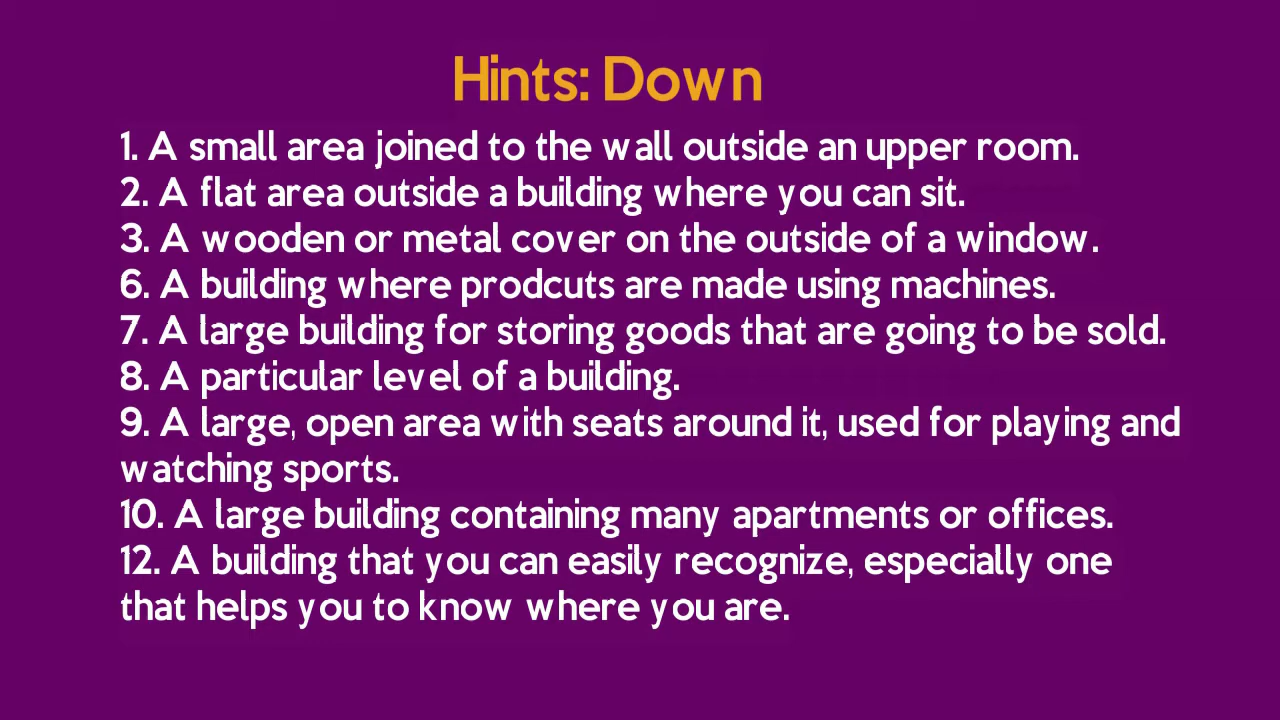 Hints: Down
1. A small area joined to the wall outside an upper room.
2. A flat area outside a building where you can sit.
3. A wooden or metal cover on the outside of a window.
6. A building where prodcuts are made using machines.
7. A large building for storing goods that are going to be sold.
8. A particular level of a building.
9. A large, open area with seats around it, used for playing and
watching sports.
10. A large building containing many apartments or offices.
12. A building that you can easily recognize, especially one
that helps you to know where you are.